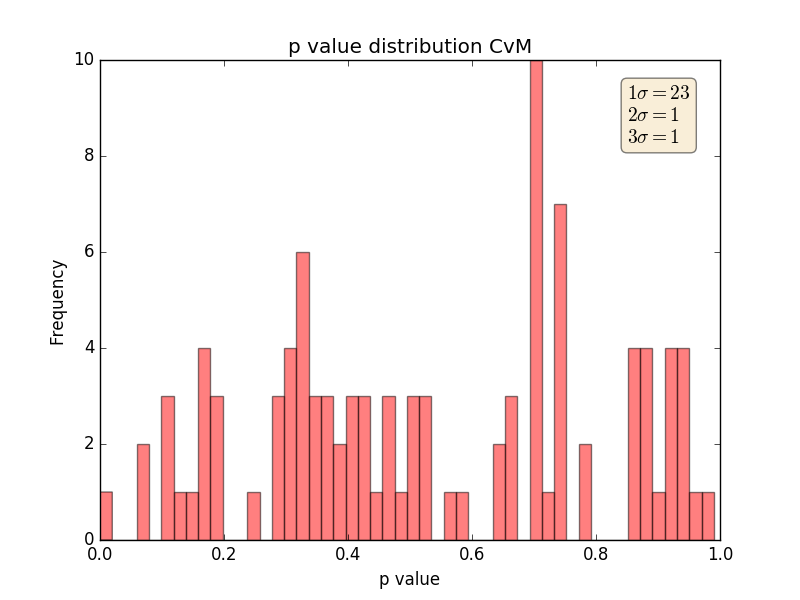 p value distribution CvM
1σ = 23
2σ = 1
3σ = 1
10
8
6
4
2
0
Frequency
0.0 0.2 0.4 0.6 0.8 1.0
p value